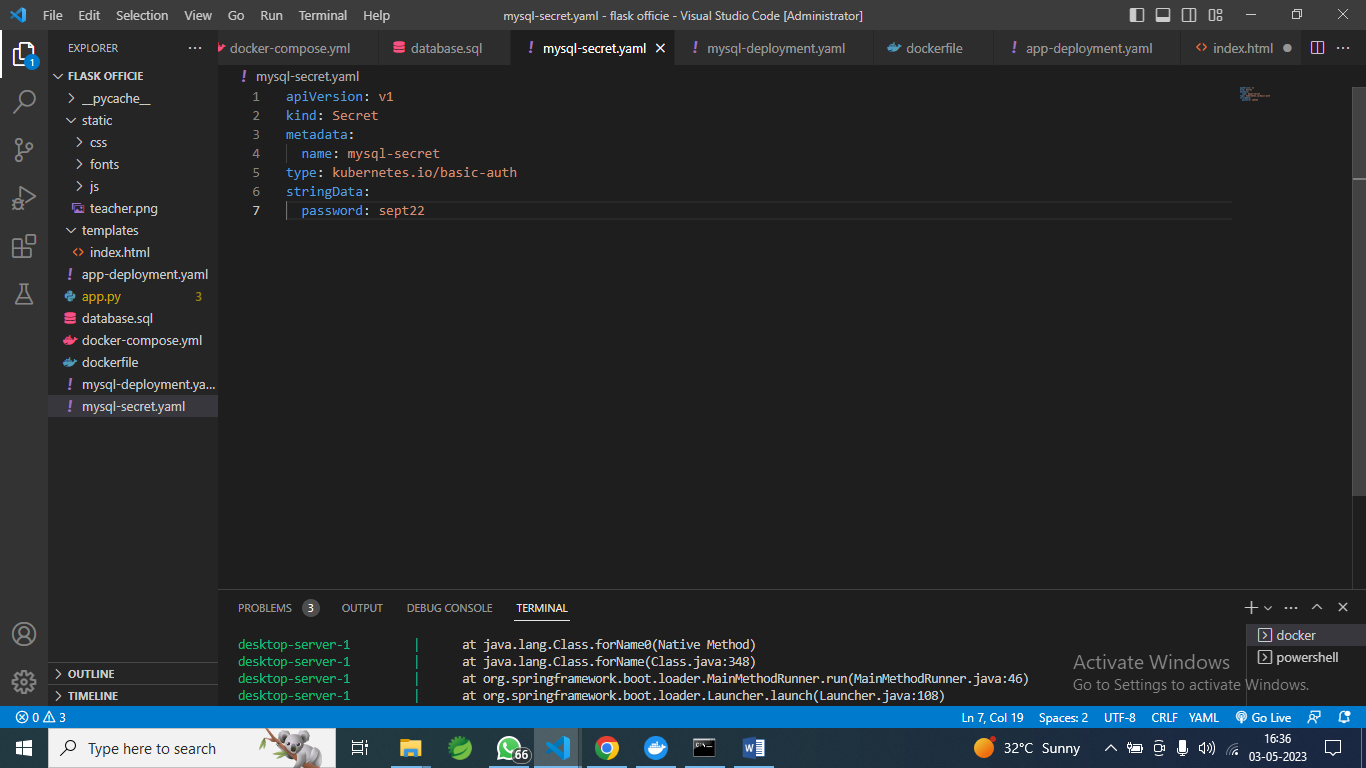 File Edit Selection View Go Run Terminal Help mysql-secret.yaml - flask officie - Visual Studio Code [Administrator]
EXPLORER
docker-compose.yml database.sql mysql-secret.yaml mysql-deployment.yaml dockerfile app-deployment.yaml index.html
1
FLASK OFFICIE
__pycache__
static
css
fonts
js
teacher.png
templates
index.html
app-deployment.yaml
app.py 3
database.sql
docker-compose.yml
dockerfile
mysql-deployment.ya...
mysql-secret.yaml
OUTLINE
TIMELINE
mysql-secret.yaml
1 apiVersion: v1
2 kind: Secret
3 metadata:
4 name: mysql-secret
5 type: kubernetes.io/basic-auth
6 stringData:
7 password: sept22
PROBLEMS 3 OUTPUT DEBUG CONSOLE TERMINAL
desktop-server-1 | at java.lang.Class.forName0(Native Method)
desktop-server-1 | at java.lang.Class.forName(Class.java:348)
desktop-server-1 | at org.springframework.boot.loader.MainMethodRunner.run(MainMethodRunner.java:46)
desktop-server-1 | at org.springframework.boot.loader.Launcher.launch(Launcher.java:108)
docker
powershell
Activate Windows
Go to Settings to activate Windows.
0 3 Ln 7, Col 19 Spaces: 2 UTF-8 CRLF YAML Go Live
Type here to search
66
32°C Sunny
16:36
03-05-2023